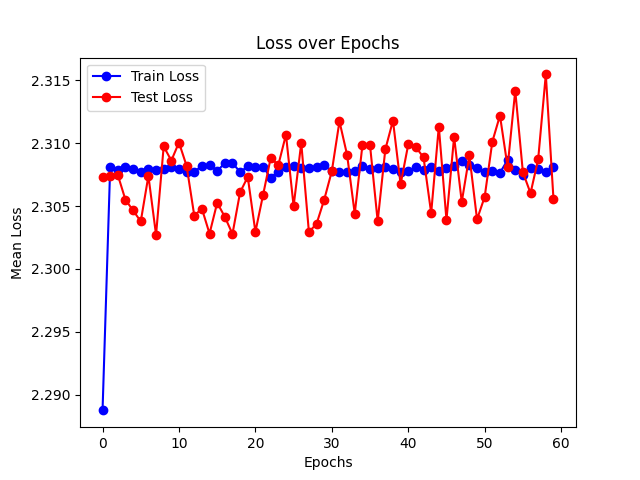 Loss over Epochs
Train Loss
Test Loss
2.315
2.310
2.305
2.300
2.295
2.290
Mean Loss
0 10 20 30 40 50 60
Epochs